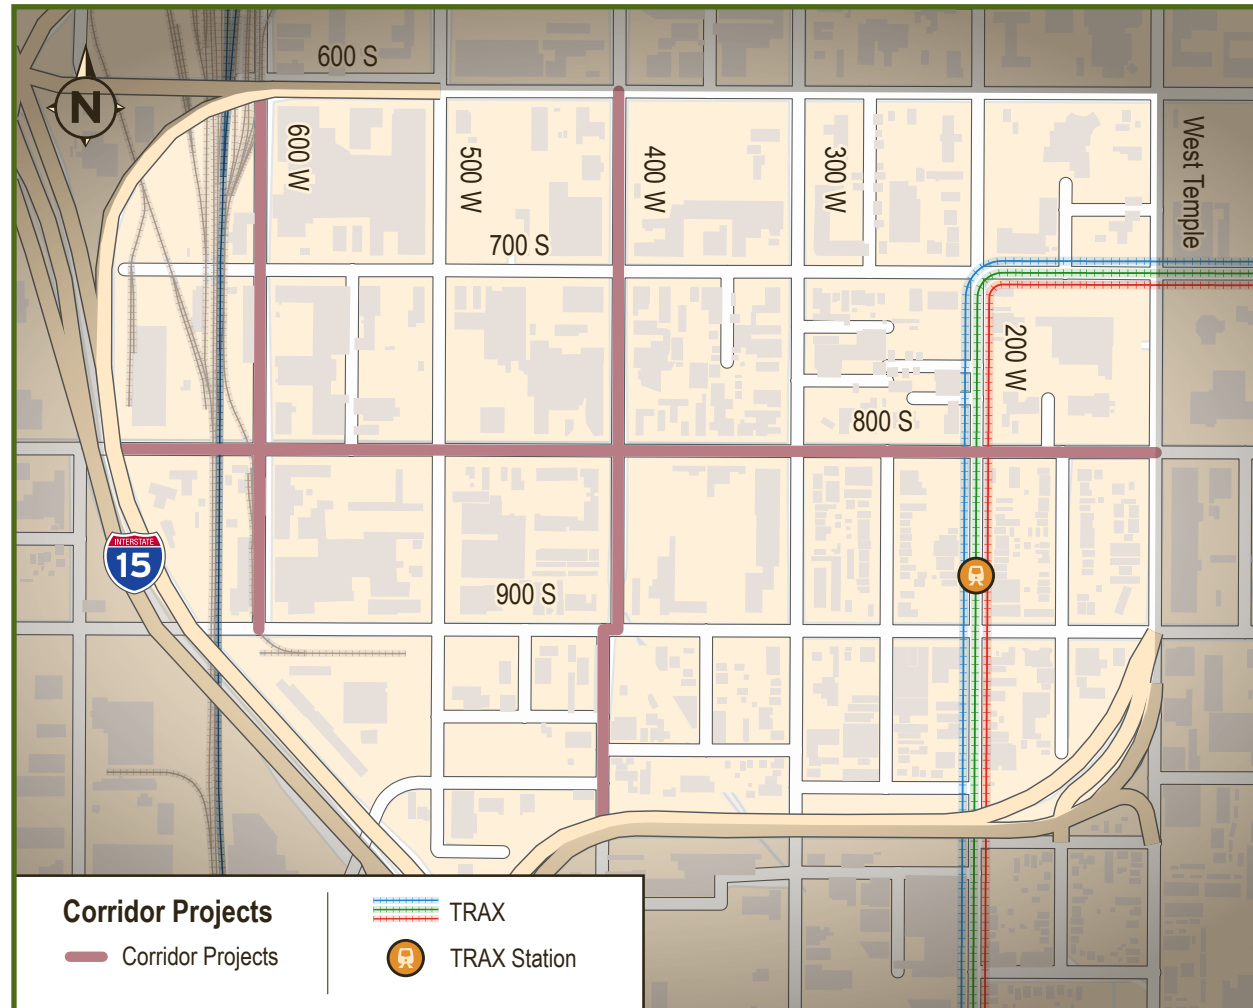 600 S
N
600 W
500 W
400 W
300 W
West Temple
700 S
200 W
800 S
INTERSTATE
15
900 S
Corridor Projects
Corridor Projects
TRAX
TRAX Station